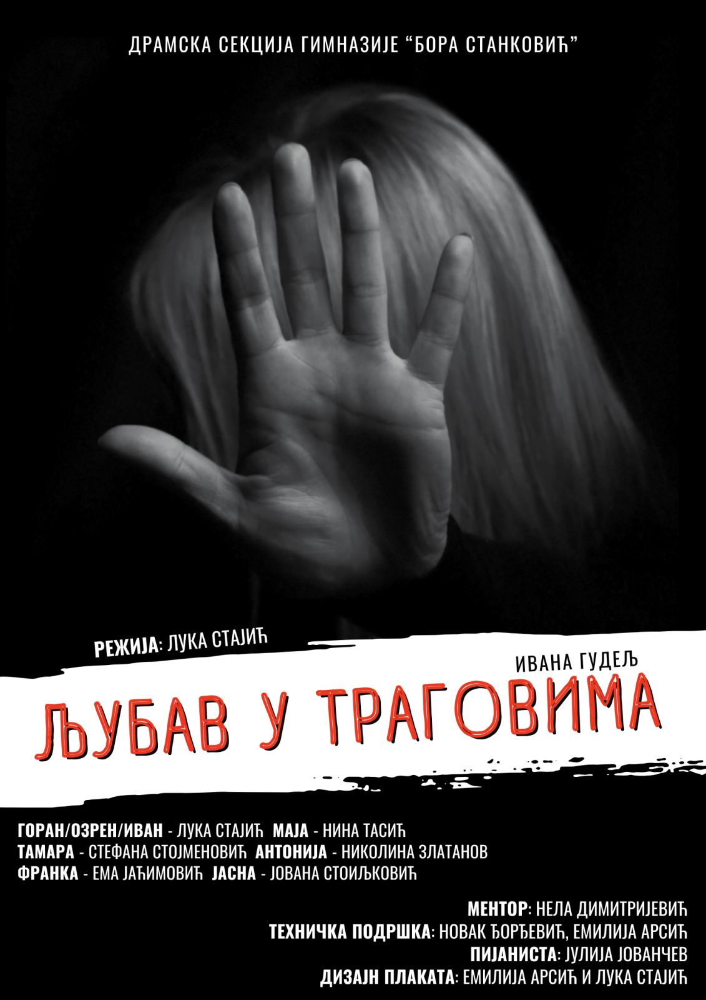 ДРАМСКА СЕКЦИЈА ГИМНАЗИЈЕ “БОРА СТАНКОВИЋ”
РЕЖИЈА: ЛУКА СТАЈИЋ
ИВАНА ГУДЕЉ
ЉУБАВ У ТРАГОВИМА
ГОРАН/ОЗРЕН/ИВАН - ЛУКА СТАЈИЋ МАЈА - НИНА ТАСИЋ
ТАМАРА - СТЕФАНА СТОЈМЕНОВИЋ АНТОНИЈА - НИКОЛИНА ЗЛАТАНОВ
ФРАНКА - ЕМА ЈАЋИМОВИЋ ЈАСНА - ЈОВАНА СТОИЉКОВИЋ
МЕНТОР: НЕЛА ДИМИТРИЈЕВИЋ
ТЕХНИЧКА ПОДРШКА: НОВАК ЂОРЂЕВИЋ, ЕМИЛИЈА АРСИЋ
ПИЈАНИСТА: ЈУЛИЈА ЈОВАНЧЕВ
ДИЗАЈН ПЛАКАТА: ЕМИЛИЈА АРСИЋ И ЛУКА СТАЈИЋ